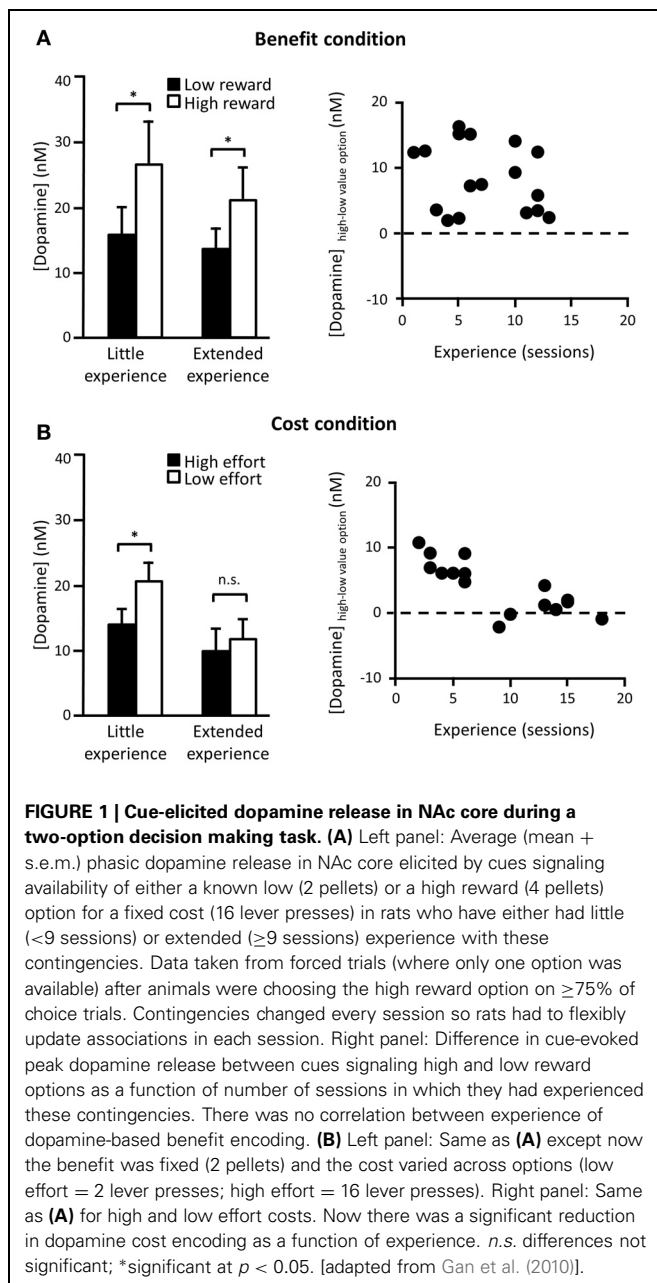 A
Benefit condition
Low reward
High reward
[Dopamine] (nM)
40
30
20
10
0
*
*
Little experience
Extended experience
[Dopamine] high-low value option (nM)
20
10
0
-10
0 5 10 15 20
Experience (sessions)
B
Cost condition
High effort
Low effort
[Dopamine] (nM)
40
30
20
10
0
*
n.s.
Little experience
Extended experience
[Dopamine] high-low value option (nM)
20
10
0
-10
0 5 10 15 20
Experience (sessions)
FIGURE 1 | Cue-elicited dopamine release in NAc core during a
two-option decision making task. (A) Left panel: Average (mean +
s.e.m.) phasic dopamine release in NAc core elicited by cues signaling
availability of either a known low (2 pellets) or a high reward (4 pellets)
option for a fixed cost (16 lever presses) in rats who have either had little
(<9 sessions) or extended (≥9 sessions) experience with these
contingencies. Data taken from forced trials (where only one option was
available) after animals were choosing the high reward option on ≥75% of
choice trials. Contingencies changed every session so rats had to flexibly
update associations in each session. Right panel: Difference in cue-evoked
peak dopamine release between cues signaling high and low reward
options as a function of number of sessions in which they had experienced
these contingencies. There was no correlation between experience of
dopamine-based benefit encoding. (B) Left panel: Same as (A) except now
the benefit was fixed (2 pellets) and the cost varied across options (low
effort = 2 lever presses; high effort = 16 lever presses). Right panel: Same
as (A) for high and low effort costs. Now there was a significant reduction
in dopamine cost encoding as a function of experience. n.s. differences not
significant; *significant at p < 0.05. [adapted from Gan et al. (2010)].